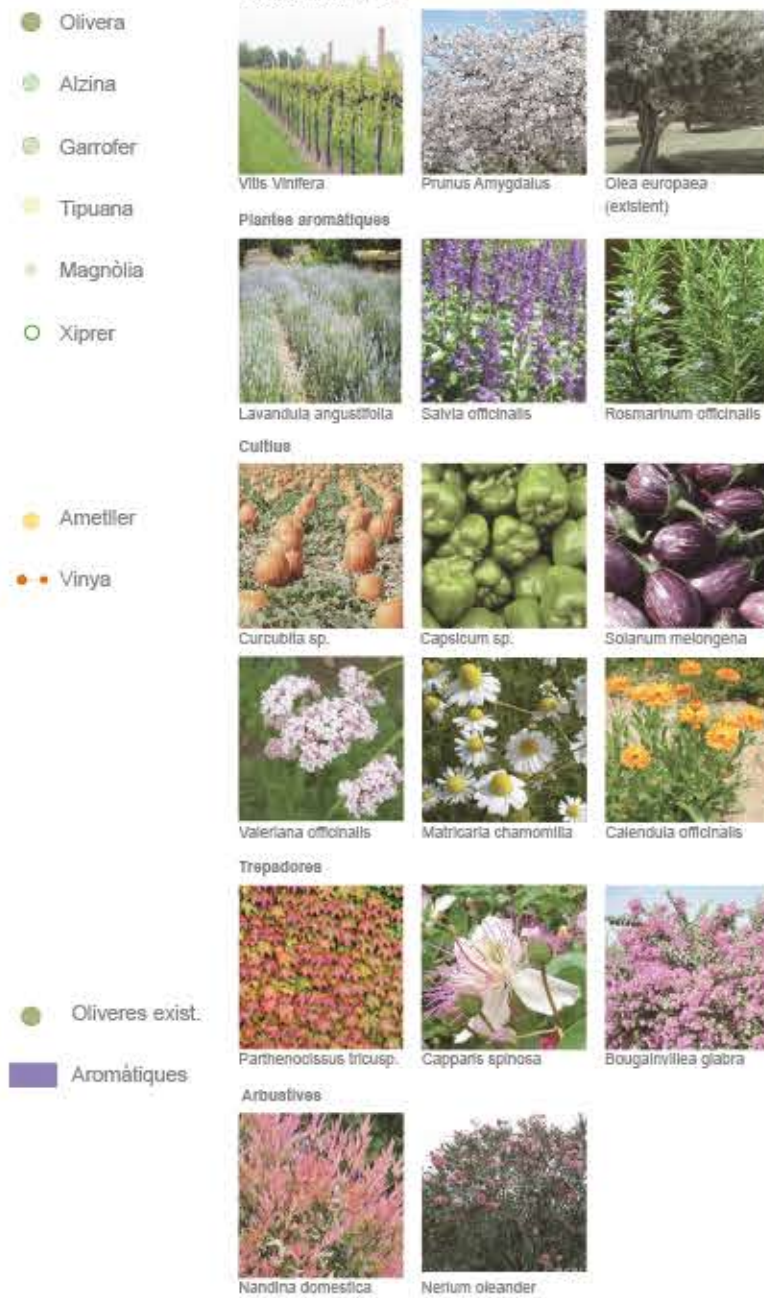 Olivera
Alzina
Garrofer
Tipuana
Magnòlia
Xiprer
Ametller
Vinya
Oliveres exist.
Aromàtiques
Vitis Vinifera
Prunus Amygdalus
Olea europaea
(existent)
Plantes aromàtiques
Lavandula angustifolia
Salvia officinalis
Rosmarinum officinalis
Cultius
Curcubita sp.
Capsicum sp.
Solanum melongena
Valeriana officinalis
Matricaria chamomilla
Calendula officinalis
Trepadores
Parthenocissus tricusp.
Capparis spinosa
Bougainvillea glabra
Arbustives
Nandina domestica
Nerium oleander